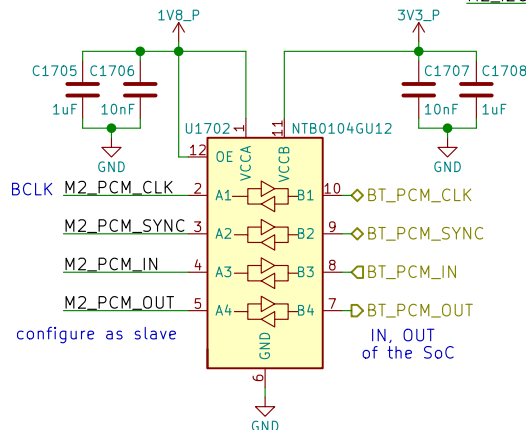 1V8_P
3V3_P
C1705
C1706
C1707
C1708
1uF
10nF
10nF
1uF
GND
GND
U1702
NTB0104GU12
1
11
12
OE
VCCA
VCCB
BCLK
M2_PCM_CLK
2
A1
B1
10
BT_PCM_CLK
M2_PCM_SYNC
3
A2
B2
9
BT_PCM_SYNC
M2_PCM_IN
4
A3
B3
8
BT_PCM_IN
M2_PCM_OUT
5
A4
B4
7
BT_PCM_OUT
configure as slave
GND
IN, OUT
of the SoC
6
GND